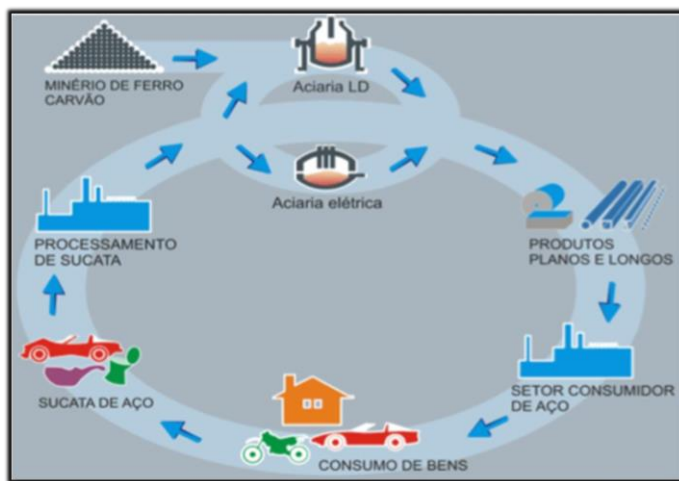 MINÉRIO DE FERRO
CARVÃO
Aciaria LD
Aciaria elétrica
PROCESSAMENTO
DE SUCATA
PRODUTOS
PLANOS E LONGOS
SUCATA DE AÇO
SETOR CONSUMIDOR
DE AÇO
CONSUMO DE BENS